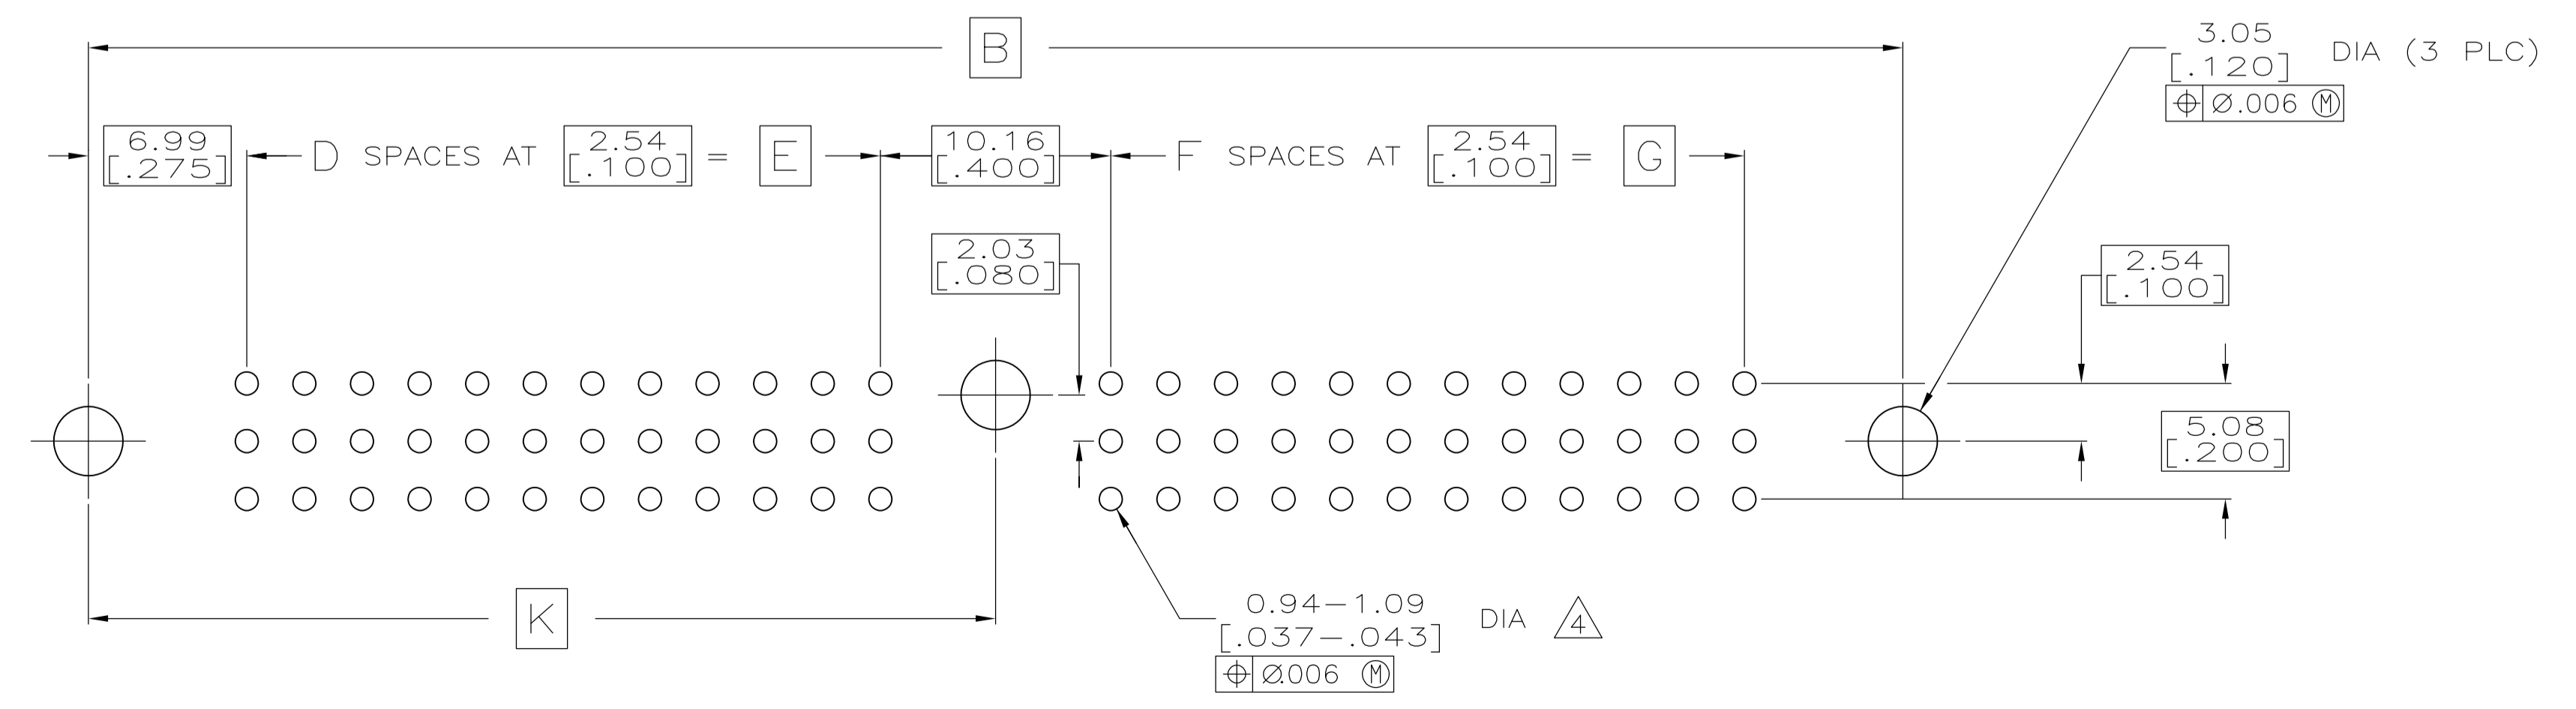 B
3.05
[.120]
DIA (3 PLC)
⌖ Ø.006 Ⓜ
6.99
[.275]
D SPACES AT
2.54
[.100]
= E
10.16
[.400]
F SPACES AT
2.54
[.100]
= G
2.03
[.080]
2.54
[.100]
5.08
[.200]
K
0.94–1.09
[.037–.043]
DIA
4
⌖ Ø.006 Ⓜ